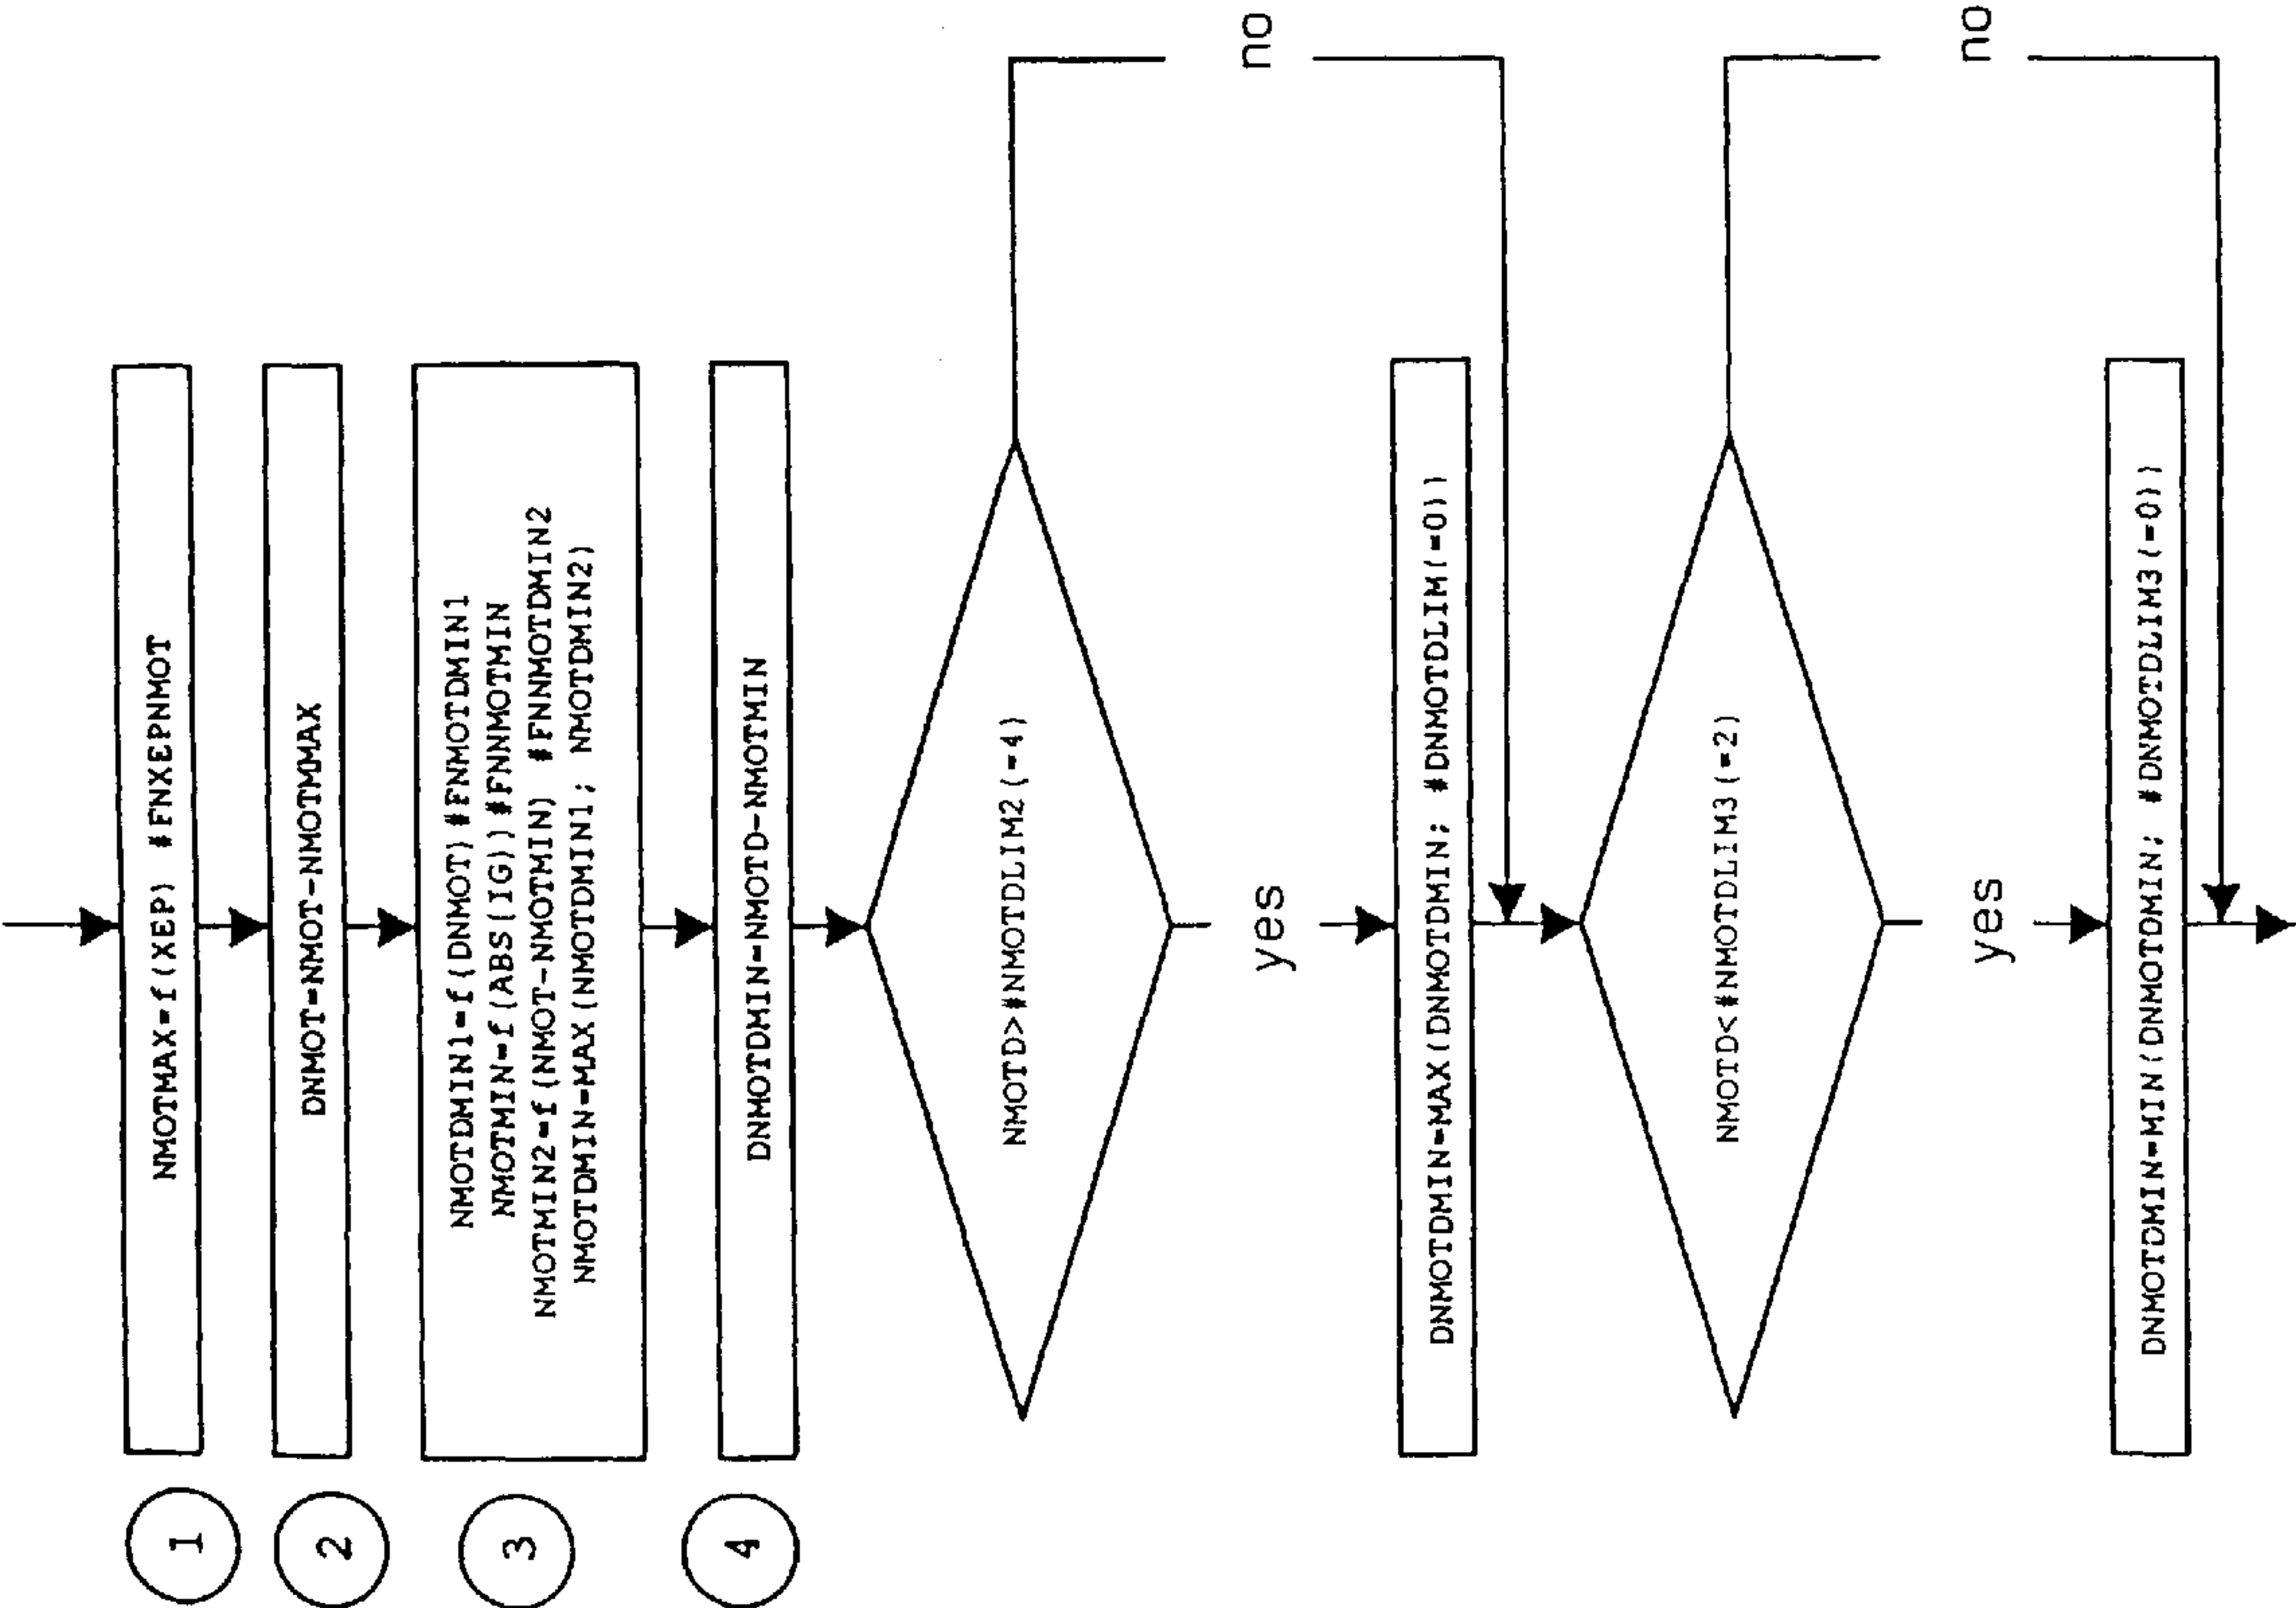 1
NMOTMAX=f(XEP) #FNXEPNMOT
2
DNMOT=NMOT-NMOTMMAX
3
NMOTDMIN1=f(DNMOT)#FNMOTDMIN1
NMOTMIN=f(ABS(IG))#FNNMOTMIN
NMOTMIN2=f(NMOT-NMOTMIN) #FNNMOTDMIN2
NMOTDMIN=MAX(NMOTDMIN1; NMOTDMIN2)
4
DNMOTDMIN=NMOTD-NMOTMIN
NMOTD>#NMOTDLIM2(=4)
no
yes
DNMOTDMIN=MAX(DNMOTDMIN; #DNMOTDLIM(=0))
NMOTD<#NMOTDLIM3(=2)
no
yes
DNMOTDMIN=MIN(DNMOTDMIN; #DNMOTDLIM3(=0))